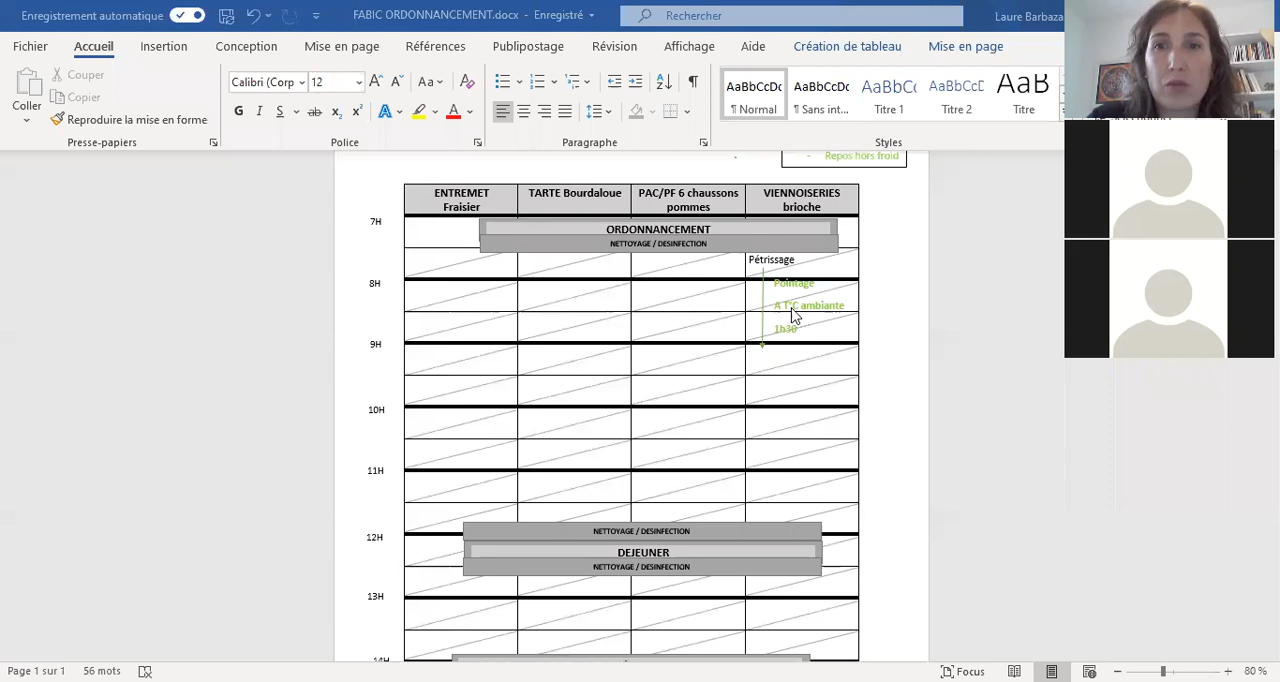 Enregistrement automatique
FABIC ORDONNANCEMENT.docx - Enregistré
Rechercher
Laure Barbaza
Fichier
Accueil
Insertion
Conception
Mise en page
Références
Publipostage
Révision
Affichage
Aide
Création de tableau
Mise en page
Coller
Couper
Copier
Reproduire la mise en forme
Presse-papiers
Calibri (Corp
12
Police
Paragraphe
AaBbCcDc
¶ Normal
AaBbCcDc
¶ Sans int...
AaBbC
Titre 1
AaBbCcD
Titre 2
AaB
Titre
Styles
- Repos hors froid
ENTREMET
Fraisier
TARTE Bourdaloue
PAC/PF 6 chaussons
pommes
VIENNOISERIES
brioche
7H
ORDONNANCEMENT
NETTOYAGE / DESINFECTION
Pétrissage
8H
Pointage
A T°C ambiante
1h30
9H
10H
11H
12H
NETTOYAGE / DESINFECTION
DEJEUNER
NETTOYAGE / DESINFECTION
13H
14H
Page 1 sur 1
56 mots
Focus
80 %